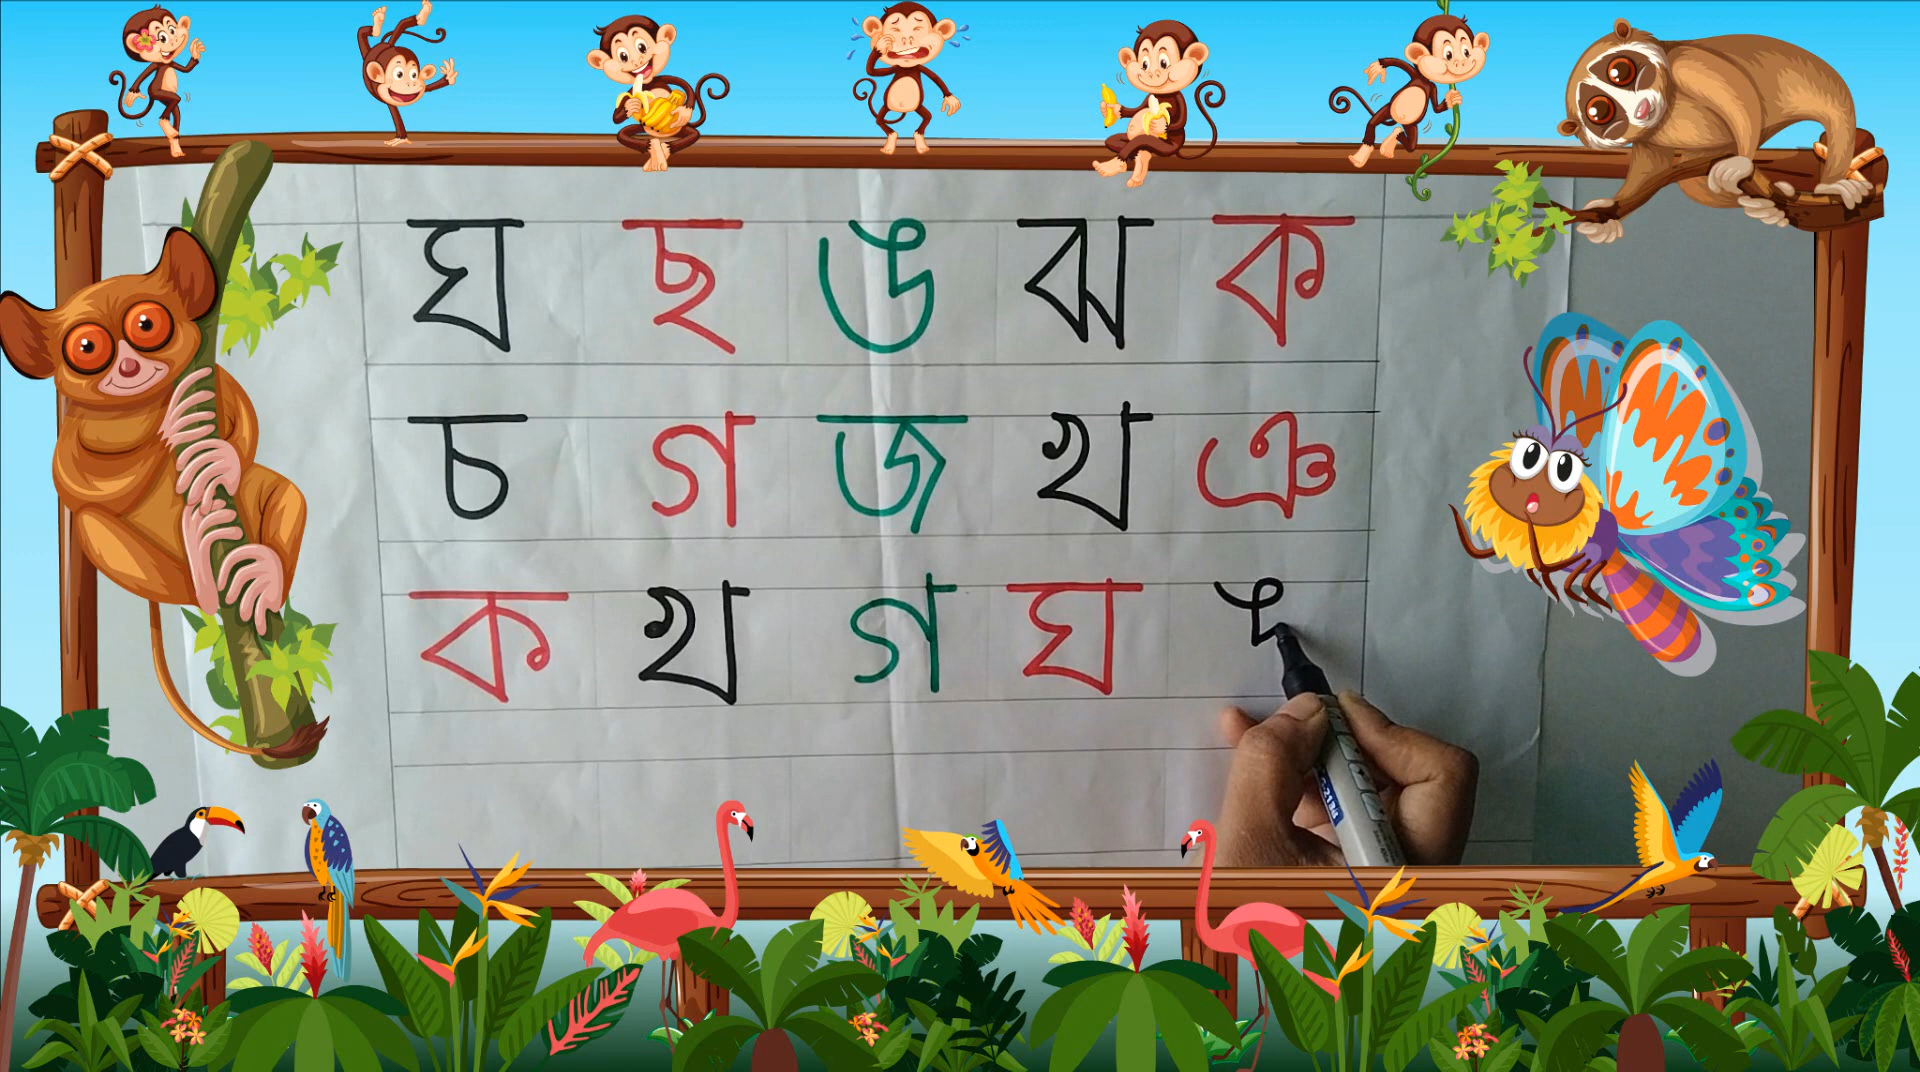 ঘ ছ ঙ ঝ ক
চ গ জ খ ঞ
ক খ গ ঘ